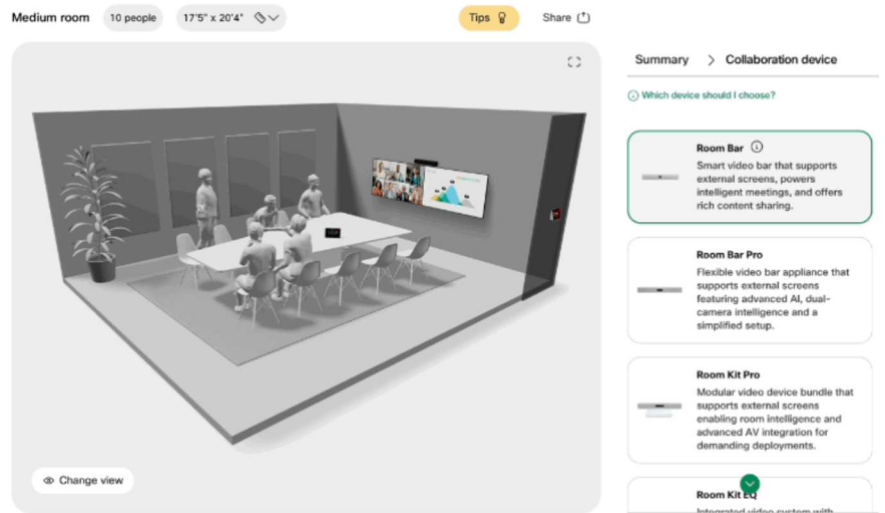 Medium room
10 people
17'5" x 20'4"
Tips
Share
Summary > Collaboration device
Which device should I choose?
Room Bar
Smart video bar that supports
external screens, powers
intelligent meetings, and offers
rich content sharing.
Room Bar Pro
Flexible video bar appliance that
supports external screens
featuring advanced AI, dual-
camera intelligence and a
simplified setup.
Room Kit Pro
Modular video device bundle that
supports external screens
enabling room intelligence and
advanced AV integration for
demanding deployments.
Room Kit EQ
Integrated video system with
Change view